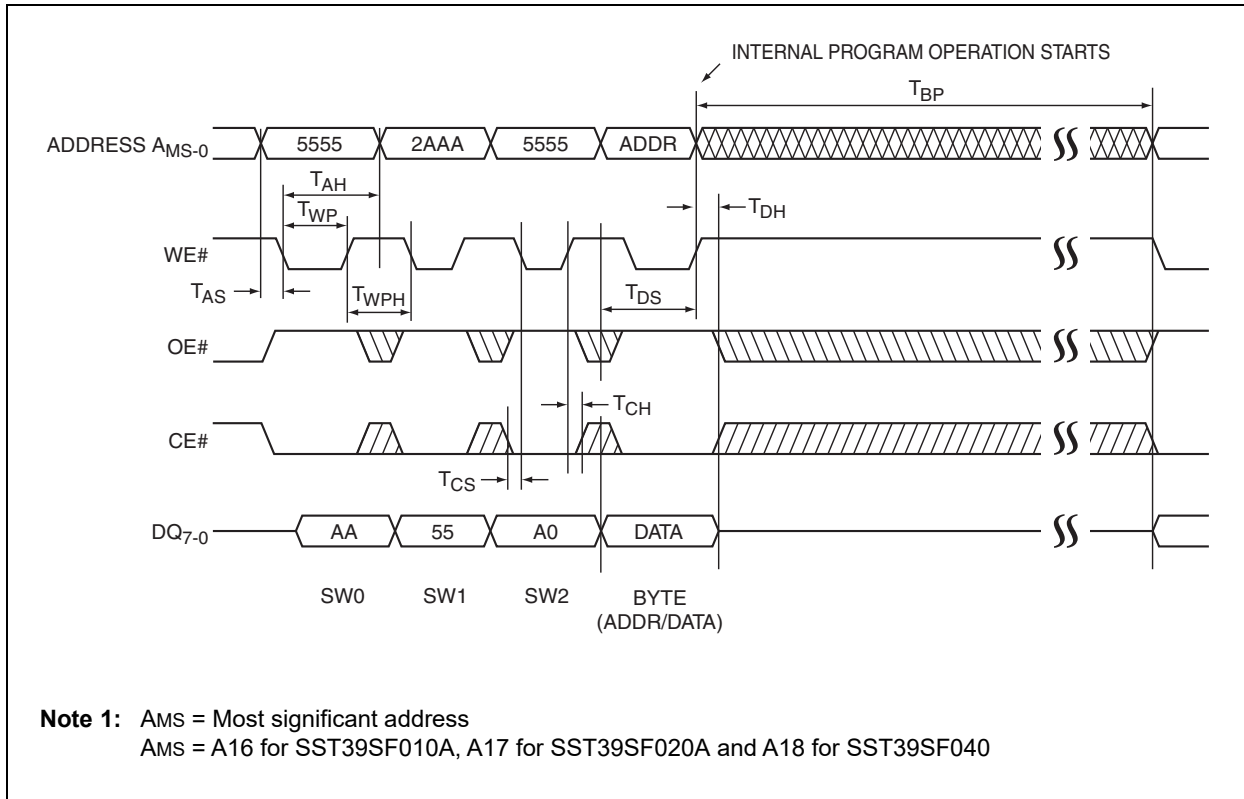 INTERNAL PROGRAM OPERATION STARTS
TBP
ADDRESS AMS-0
5555
2AAA
5555
ADDR
TAH
TWP
TDH
WE#
TAS
TWPH
TDS
OE#
TCH
CE#
TCS
DQ7-0
AA
55
A0
DATA
SW0
SW1
SW2
BYTE
(ADDR/DATA)
Note 1: AMS = Most significant address
AMS = A16 for SST39SF010A, A17 for SST39SF020A and A18 for SST39SF040